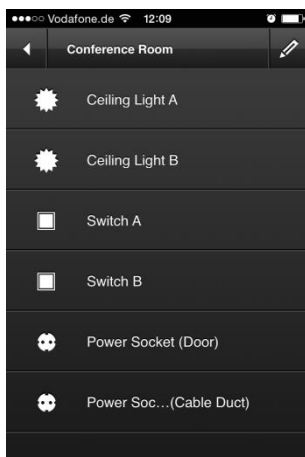 Vodafone.de 12:09
Conference Room
Ceiling Light A
Ceiling Light B
Switch A
Switch B
Power Socket (Door)
Power Soc...(Cable Duct)